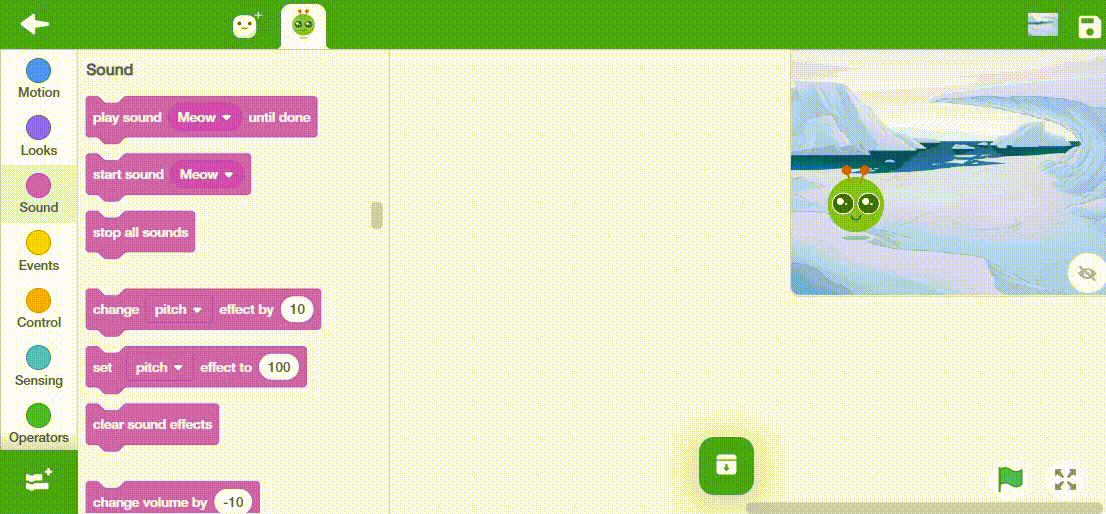 Motion
Looks
Sound
Events
Control
Sensing
Operators
Sound
play sound Meow until done
start sound Meow
stop all sounds
change pitch effect by 10
set pitch effect to 100
clear sound effects
change volume by -10